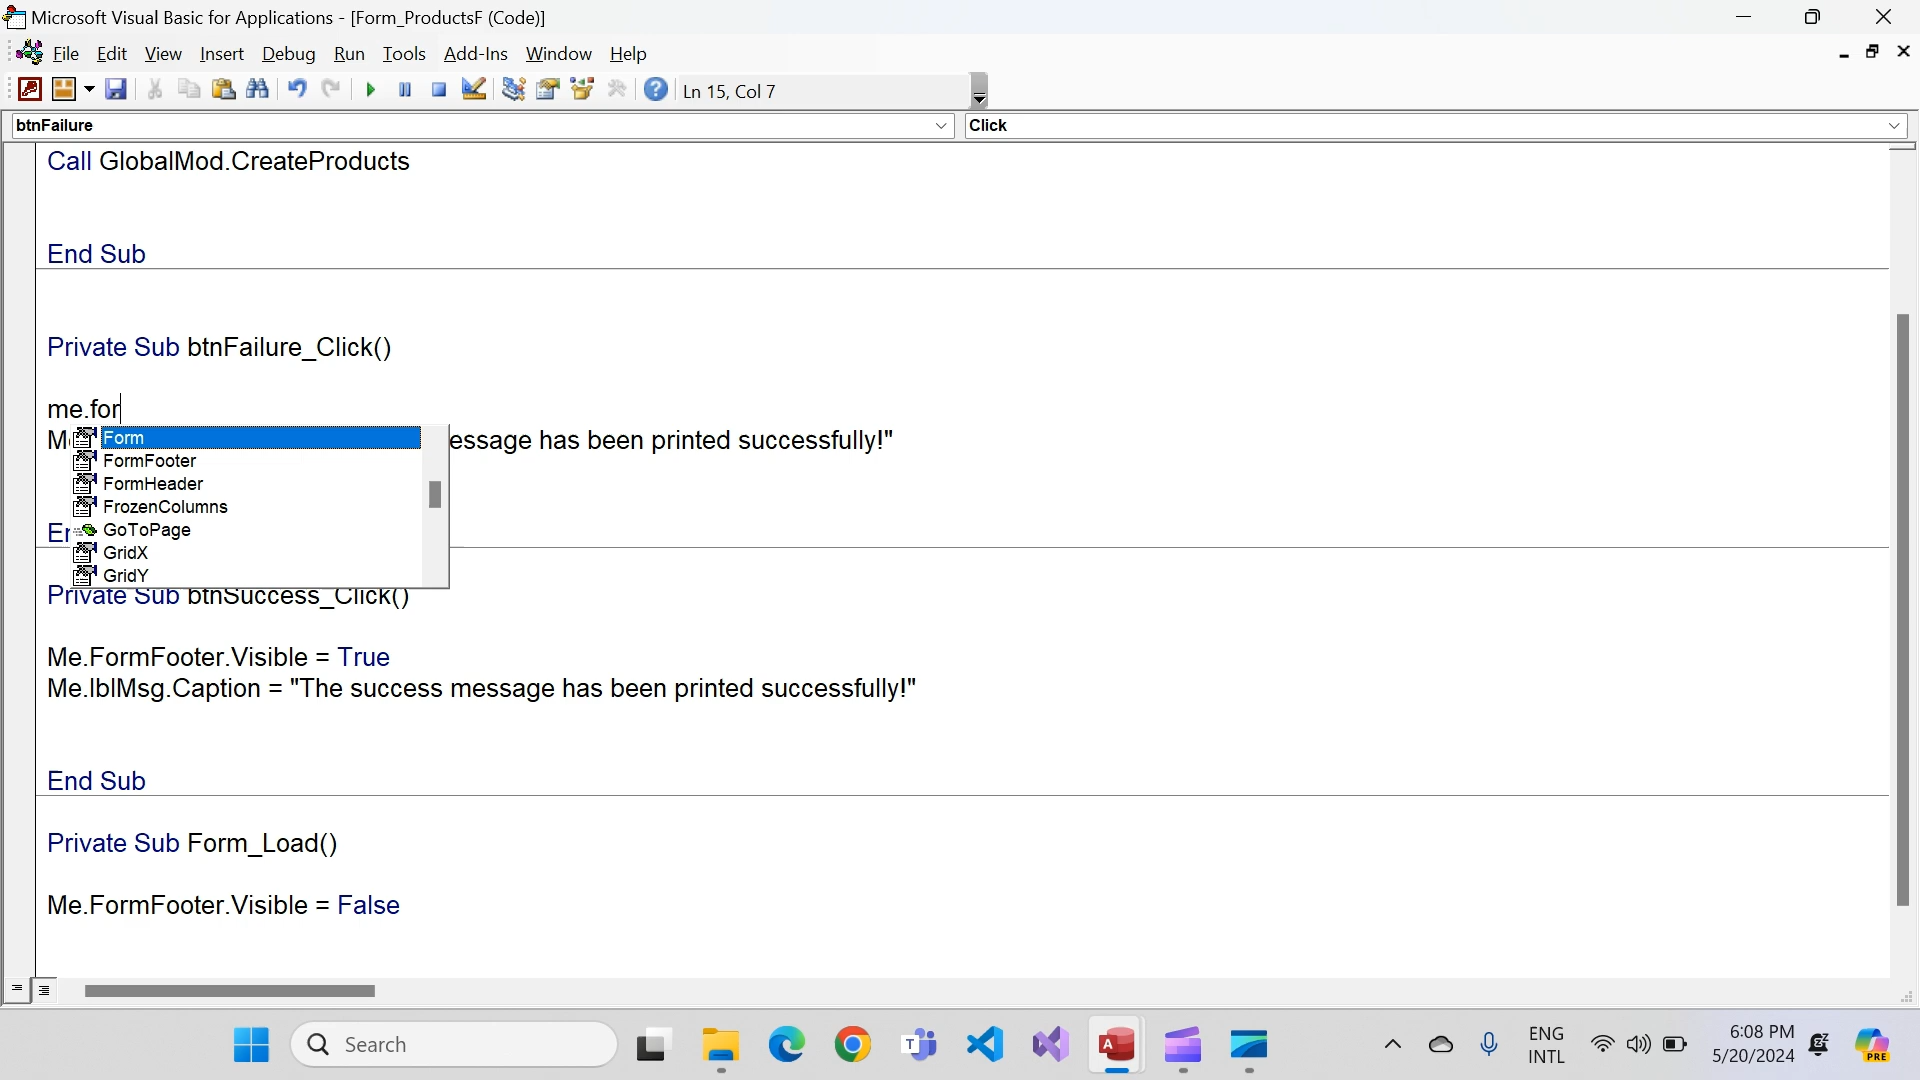 Microsoft Visual Basic for Applications - [Form_ProductsF (Code)]
File Edit View Insert Debug Run Tools Add-Ins Window Help
Ln 15, Col 7
btnFailure
Click
Call GlobalMod.CreateProducts
End Sub
Private Sub btnFailure_Click()
me.for
essage has been printed successfully!"
Form
FormFooter
FormHeader
FrozenColumns
GoToPage
GridX
GridY
Private Sub btnSuccess_Click()
Me.FormFooter.Visible = True
Me.lblMsg.Caption = "The success message has been printed successfully!"
End Sub
Private Sub Form_Load()
Me.FormFooter.Visible = False
Search
ENG
INTL
6:08 PM
5/20/2024
PRE